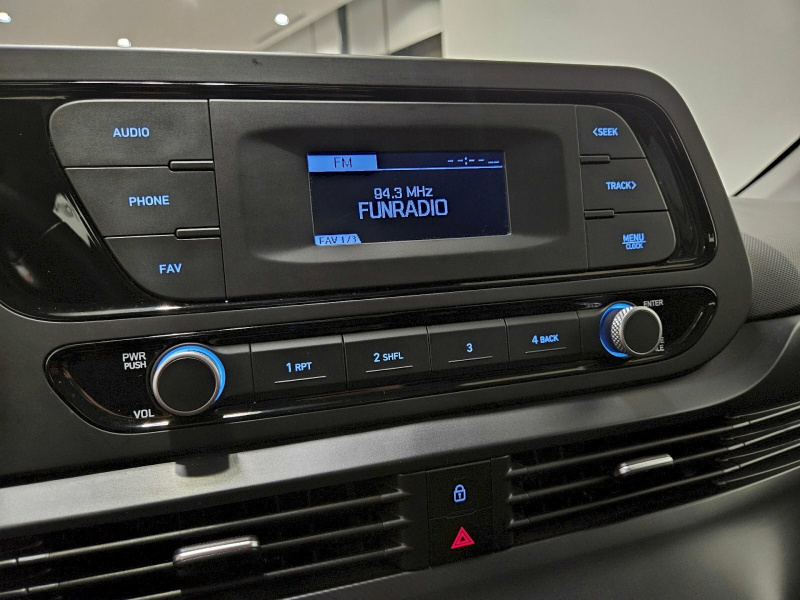 AUDIO
PHONE
FAV
FM
--:-- __
94.3 MHz
FUNRADIO
FAV 1/3
<SEEK
TRACK>
MENU
CLOCK
PWR
PUSH
VOL
1 RPT
2 SHFL
3
4 BACK
ENTER